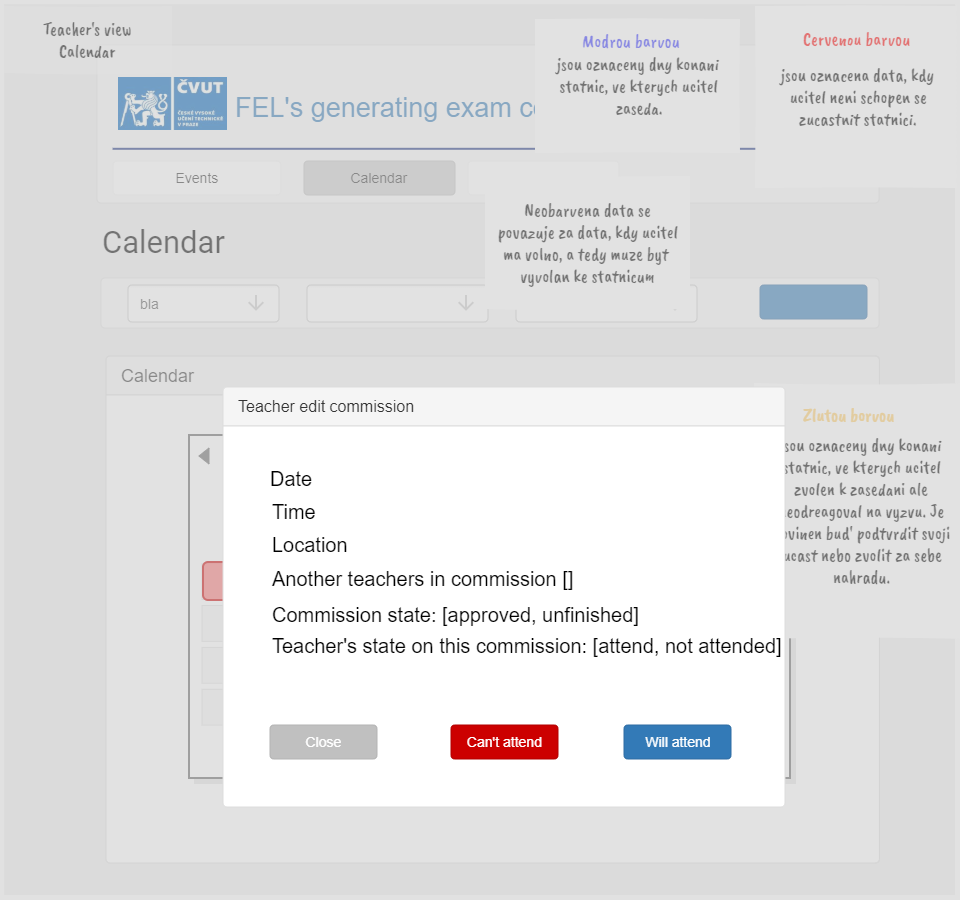 Teacher's view
Calendar
Modrou barvou
jsou oznaceny dny konani
statnic, ve kterych ucitel
zaseda.
Cervenou barvou
jsou oznacena data, kdy
ucitel neni schopen se
zucastnit statnici.
ČVUT
ČESKÉ VYSOKÉ
UČENÍ TECHNICKÉ
V PRAZE
FEL's generating exam
Events
Calendar
Neobarvena data se
povazuje za data, kdy ucitel
ma volno, a tedy muze byt
vyvolan ke statnicum
Calendar
bla
Calendar
Teacher edit commission
Date
Time
Location
Another teachers in commission []
Commission state: [approved, unfinished]
Teacher's state on this commission: [attend, not attended]
Close
Can't attend
Will attend
Zlutou borvou
sou oznaceny dny konani
statnic, ve kterych ucitel
zvolen k zasedani ale
neodreagoval na vyzvu. Je
ovinen bud' podtvrdit svoji
ucast nebo zvolit za sebe
nahradu.